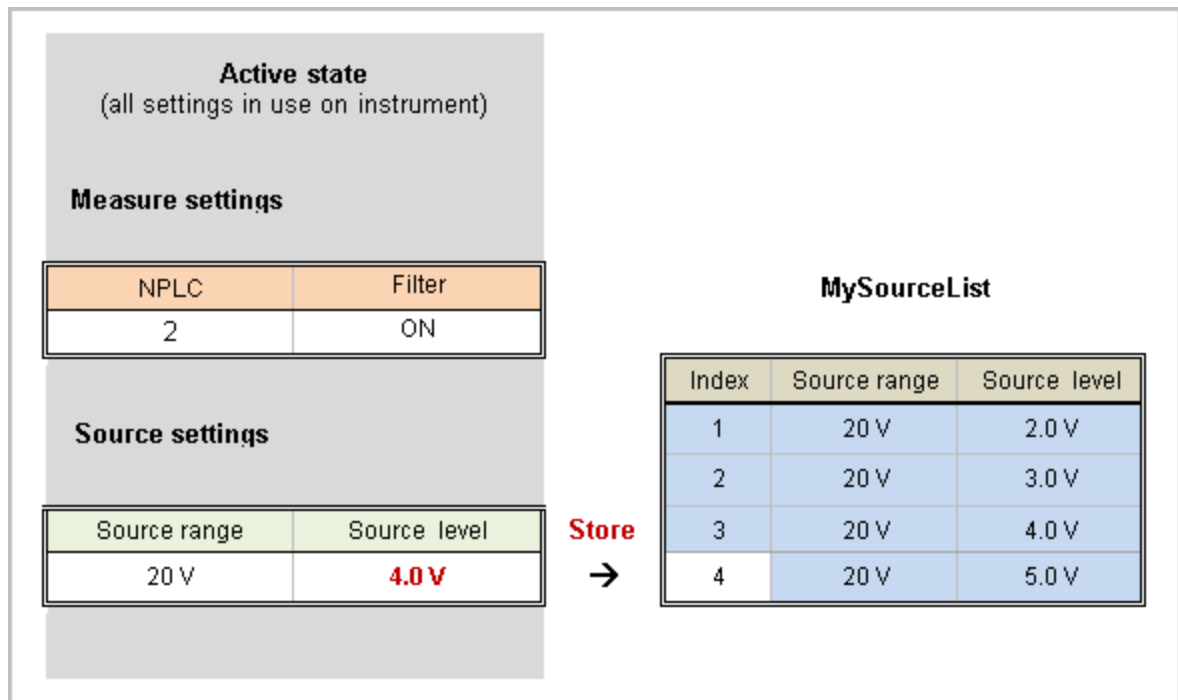 Active state
(all settings in use on instrument)
Measure settings
NPLC Filter
2 ON
Source settings
Source range Source level
20 V 4.0 V
Store
→
MySourceList
Index Source range Source level
1 20 V 2.0 V
2 20 V 3.0 V
3 20 V 4.0 V
4 20 V 5.0 V